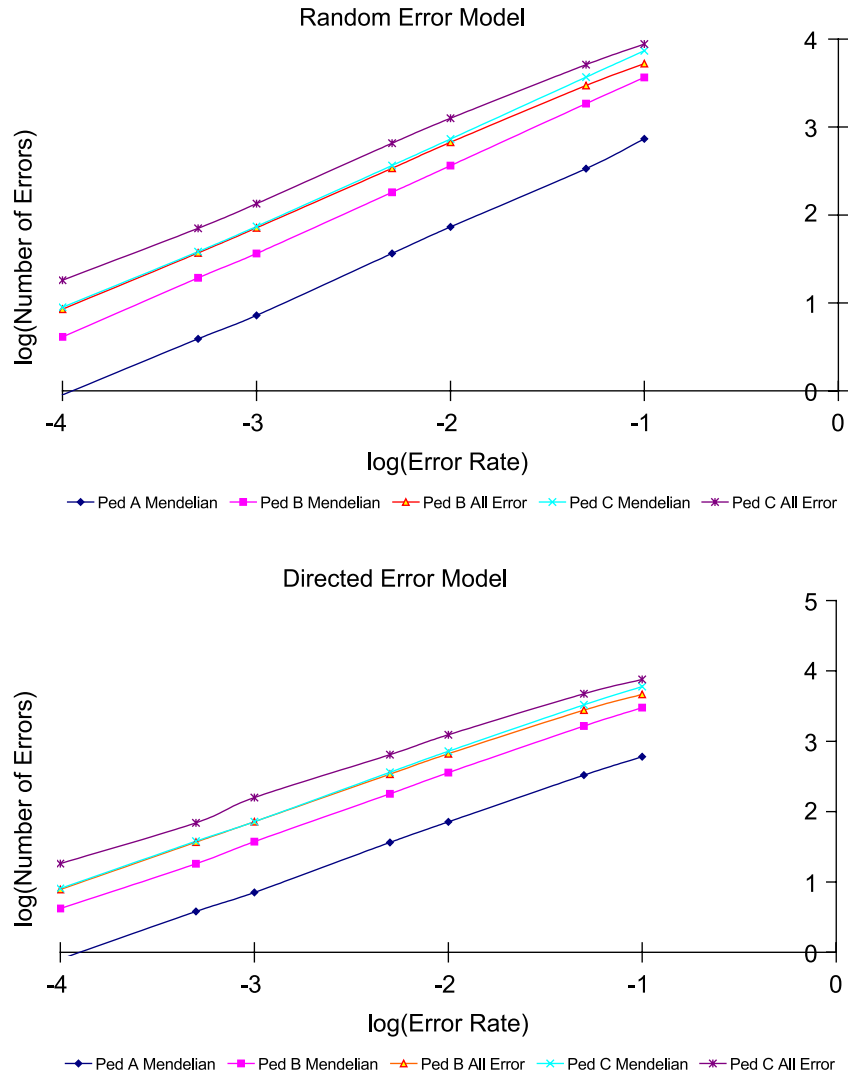 Random Error Model
4
3
2
1
0
log(Number of Errors)
-4 -3 -2 -1 0
log(Error Rate)
Ped A Mendelian Ped B Mendelian Ped B All Error Ped C Mendelian Ped C All Error
Directed Error Model
5
4
3
2
1
0
log(Number of Errors)
-4 -3 -2 -1 0
log(Error Rate)
Ped A Mendelian Ped B Mendelian Ped B All Error Ped C Mendelian Ped C All Error